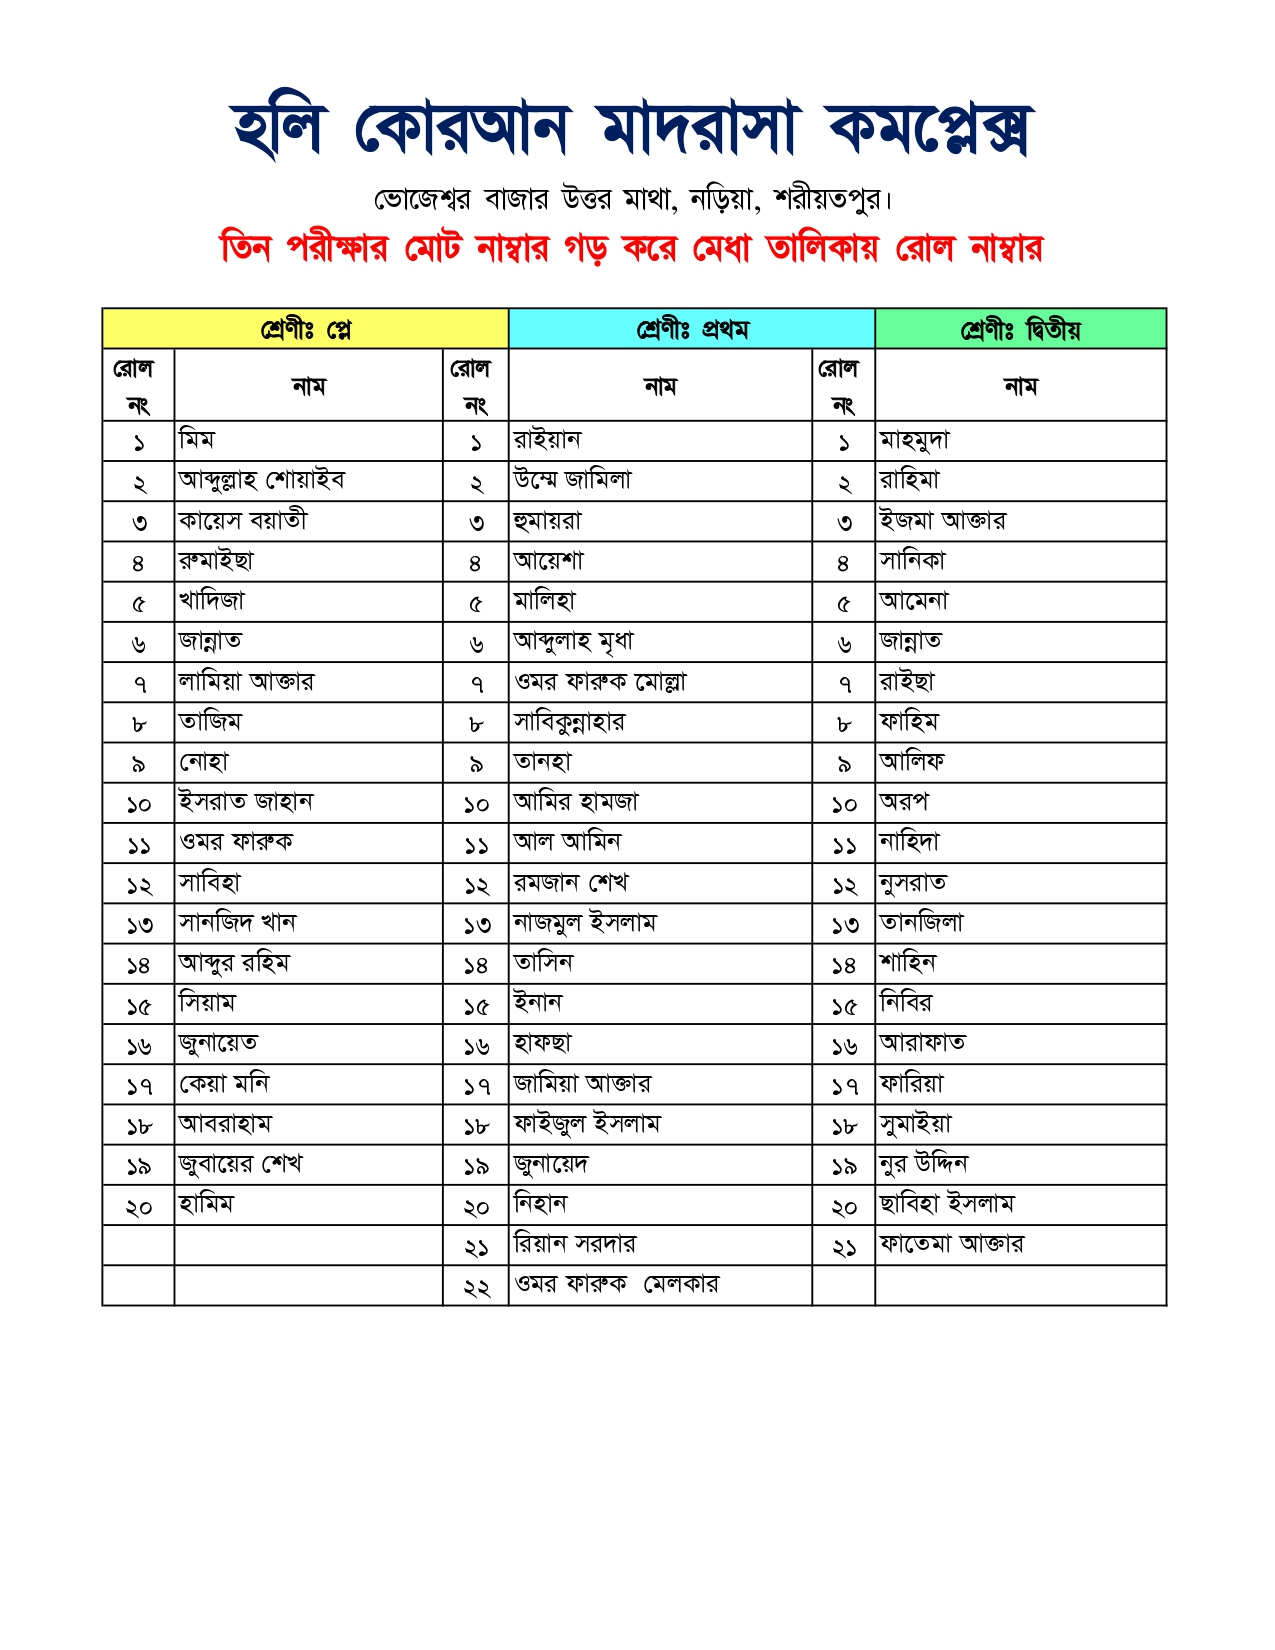 হলি কোরআন মাদরাসা কমপ্লেক্স
ভোজেশ্বর বাজার উত্তর মাথা, নড়িয়া, শরীয়তপুর।
তিন পরীক্ষার মোট নাম্বার গড় করে মেধা তালিকায় রোল নাম্বার
শ্রেণীঃ প্লে শ্রেণীঃ প্রথম শ্রেণীঃ দ্বিতীয়
রোল নং নাম রোল নং নাম রোল নং নাম
১ মিম ১ রাইয়ান ১ মাহমুদা
২ আব্দুল্লাহ শোয়াইব ২ উম্মে জামিলা ২ রাহিমা
৩ কায়েস বয়াতী ৩ হুমায়রা ৩ ইজমা আক্তার
৪ রুমাইছা ৪ আয়েশা ৪ সানিকা
৫ খাদিজা ৫ মালিহা ৫ আমেনা
৬ জান্নাত ৬ আব্দুলাহ মৃধা ৬ জান্নাত
৭ লামিয়া আক্তার ৭ ওমর ফারুক মোল্লা ৭ রাইছা
৮ তাজিম ৮ সাবিকুন্নাহার ৮ ফাহিম
৯ নোহা ৯ তানহা ৯ আলিফ
১০ ইসরাত জাহান ১০ আমির হামজা ১০ অরপ
১১ ওমর ফারুক ১১ আল আমিন ১১ নাহিদা
১২ সাবিহা ১২ রমজান শেখ ১২ নুসরাত
১৩ সানজিদ খান ১৩ নাজমুল ইসলাম ১৩ তানজিলা
১৪ আব্দুর রহিম ১৪ তাসিন ১৪ শাহিন
১৫ সিয়াম ১৫ ইনান ১৫ নিবির
১৬ জুনায়েত ১৬ হাফছা ১৬ আরাফাত
১৭ কেয়া মনি ১৭ জামিয়া আক্তার ১৭ ফারিয়া
১৮ আবরাহাম ১৮ ফাইজুল ইসলাম ১৮ সুমাইয়া
১৯ জুবায়ের শেখ ১৯ জুনায়েদ ১৯ নুর উদ্দিন
২০ হামিম ২০ নিহান ২০ ছাবিহা ইসলাম
২১ রিয়ান সরদার ২১ ফাতেমা আক্তার
২২ ওমর ফারুক মেলকার